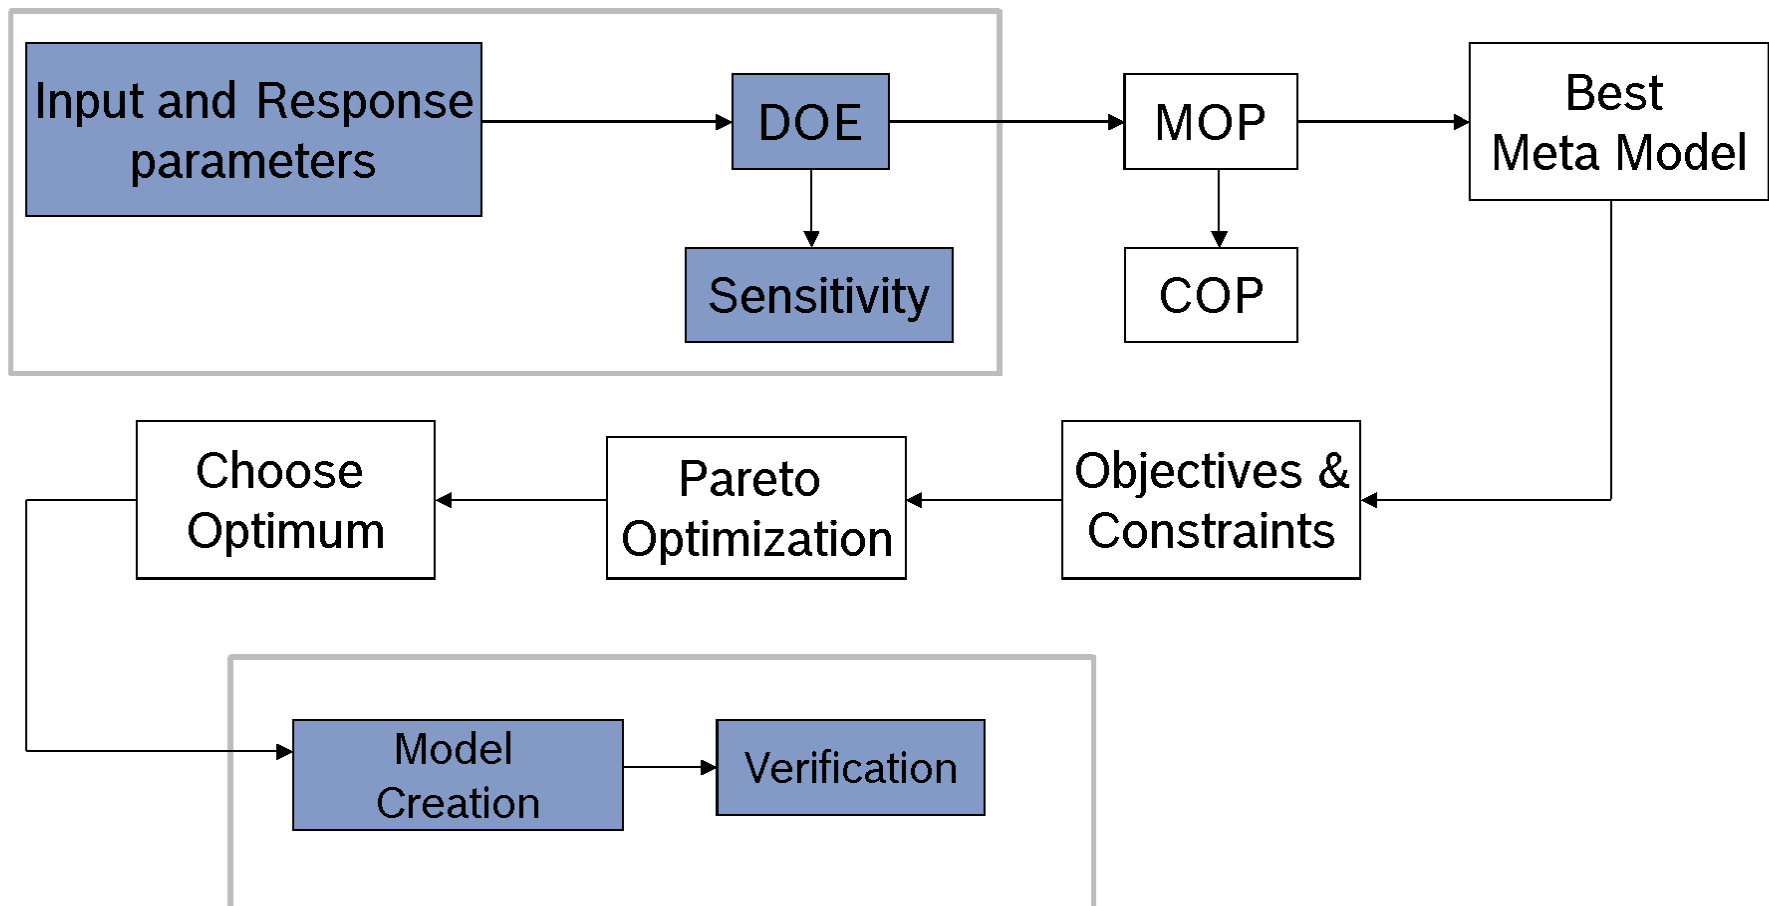 Input and Response
parameters
DOE
MOP
Best
Meta Model
Sensitivity
COP
Choose
Optimum
Pareto
Optimization
Objectives &
Constraints
Model
Creation
Verification